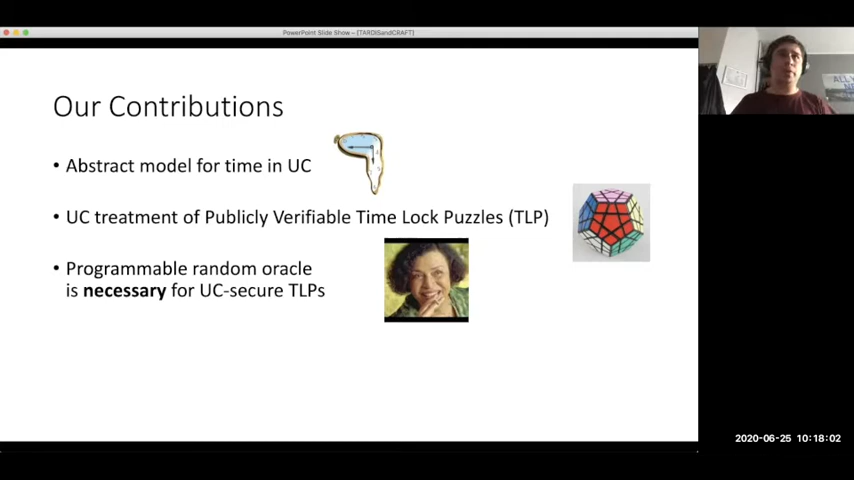 PowerPoint Slide Show – [TARDISandCRAFT]
Our Contributions
• Abstract model for time in UC
• UC treatment of Publicly Verifiable Time Lock Puzzles (TLP)
• Programmable random oracle
is necessary for UC-secure TLPs
2020-06-25 10:18:02